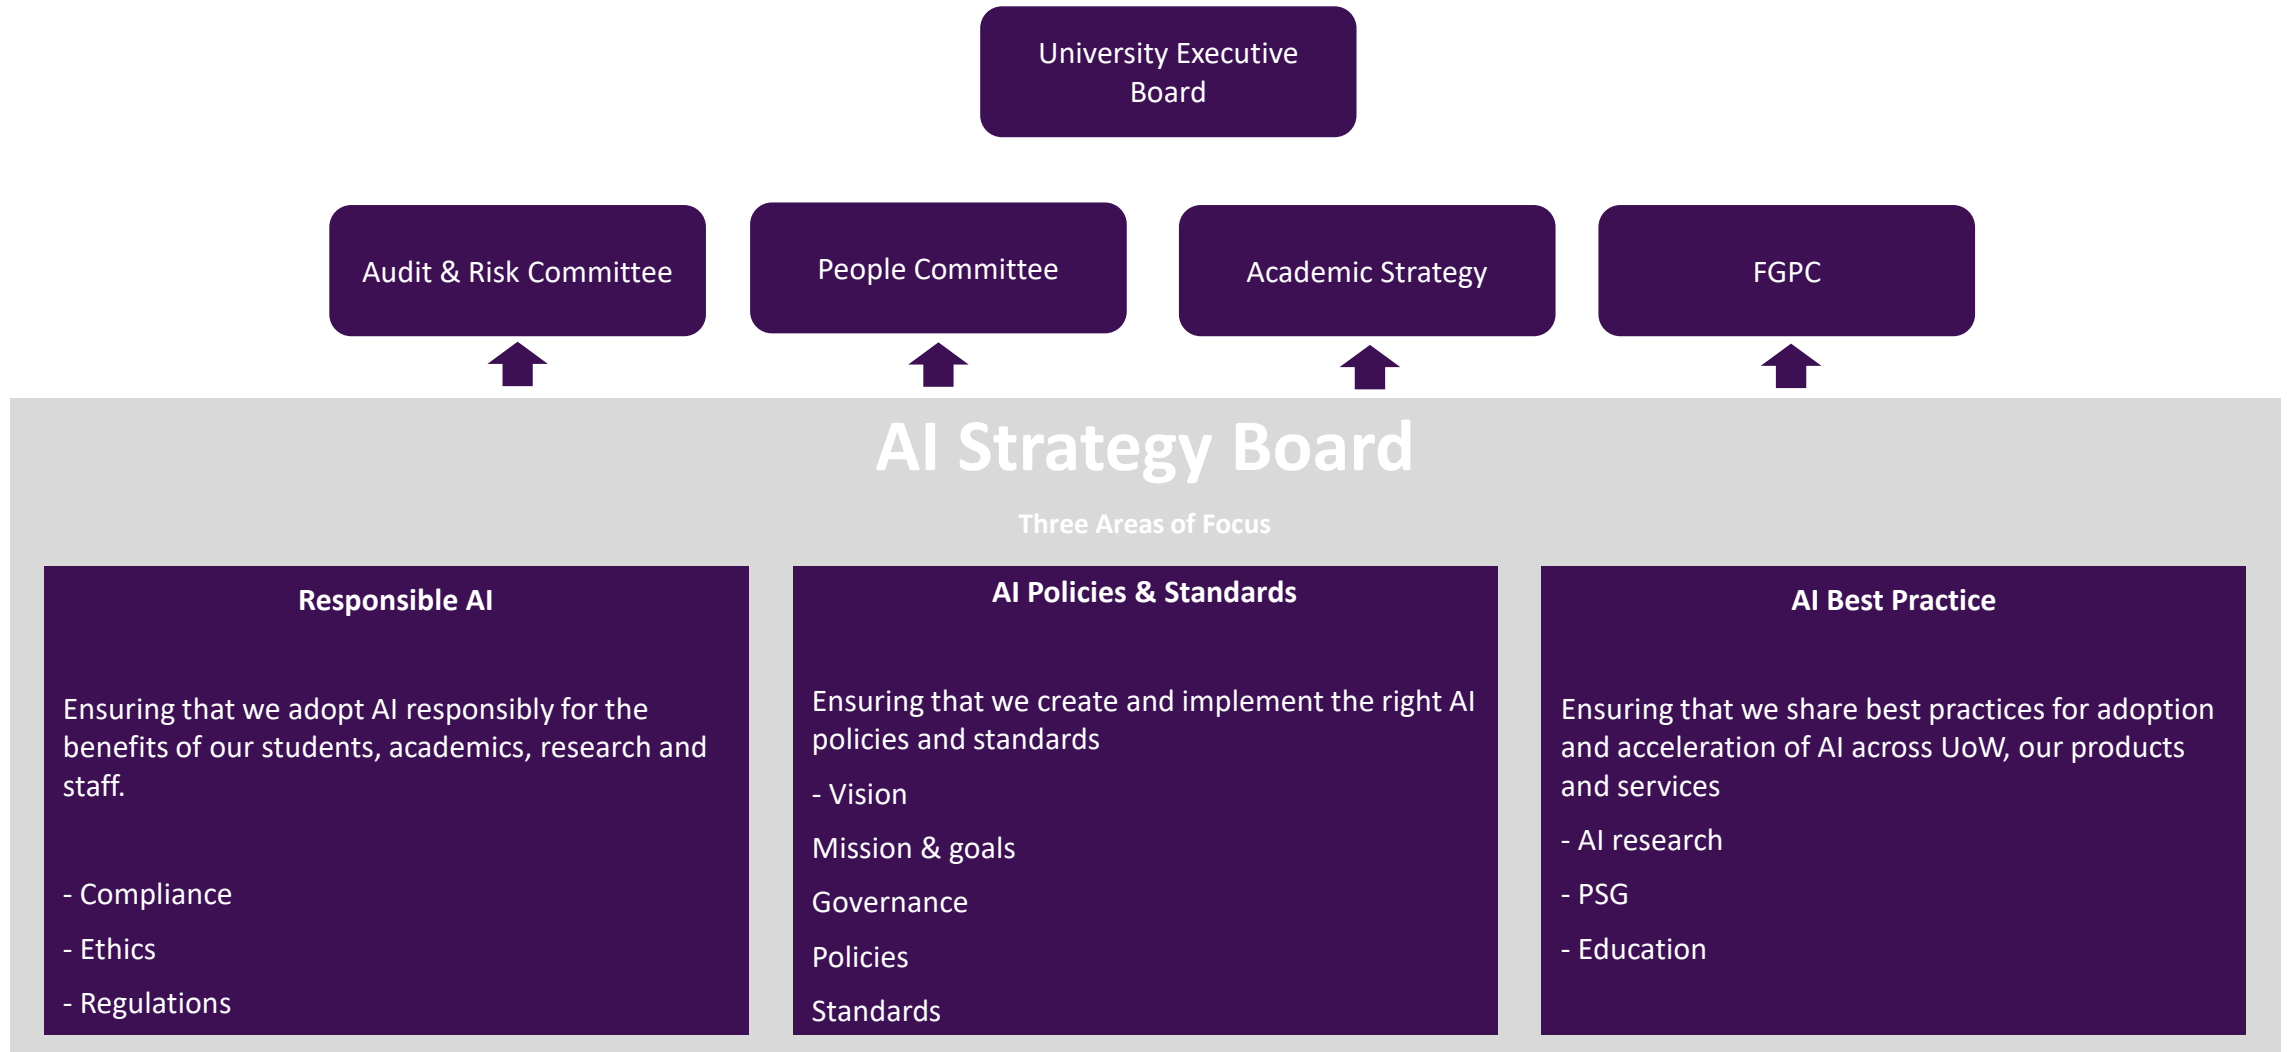 University Executive
Board
Audit & Risk Committee
People Committee
Academic Strategy
FGPC
AI Strategy Board
Three Areas of Focus
Responsible AI
Ensuring that we adopt AI responsibly for the
benefits of our students, academics, research and
staff.
- Compliance
- Ethics
- Regulations
AI Policies & Standards
Ensuring that we create and implement the right AI
policies and standards
- Vision
Mission & goals
Governance
Policies
Standards
AI Best Practice
Ensuring that we share best practices for adoption
and acceleration of AI across UoW, our products
and services
- AI research
- PSG
- Education